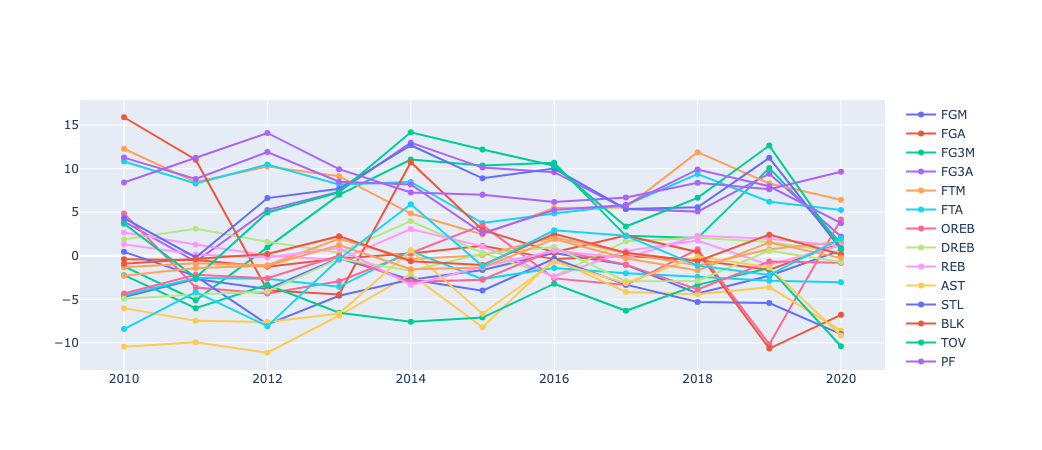 15
10
5
0
−5
−10
2010 2012 2014 2016 2018 2020
FGM
FGA
FG3M
FG3A
FTM
FTA
OREB
DREB
REB
AST
STL
BLK
TOV
PF